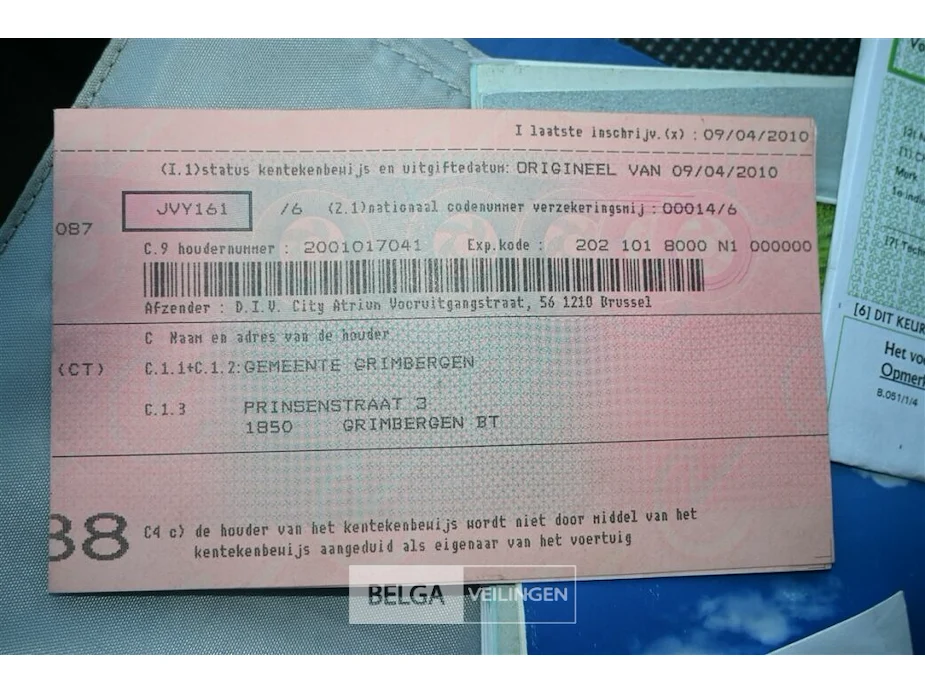 I laatste inschrijv.(x) : 09/04/2010
(I.1)status kentekenbewijs en uitgiftedatum: ORIGINEEL VAN 09/04/2010
JVY161 /6 (Z.1)nationaal codenummer verzekeringsmij : 00014/6
087
C.9 houdernummer : 2001017041 Exp.kode : 202 101 8000 N1 000000
Afzender : D.I.V. City Atrium Vooruitgangstraat, 56 1210 Brussel
C Naam en adres van de houder
(CT) C.1.1+C.1.2: GEMEENTE GRIMBERGEN
C.1.3 PRINSENSTRAAT 3
1850 GRIMBERGEN BT
88 C4 c) de houder van het kentekenbewijs wordt niet door middel van het
kentekenbewijs aangeduid als eigenaar van het voertuig
BELGA VEILINGEN
Merk
[6] DIT KEUR
Het vo
Opmerk
B.051/1/4